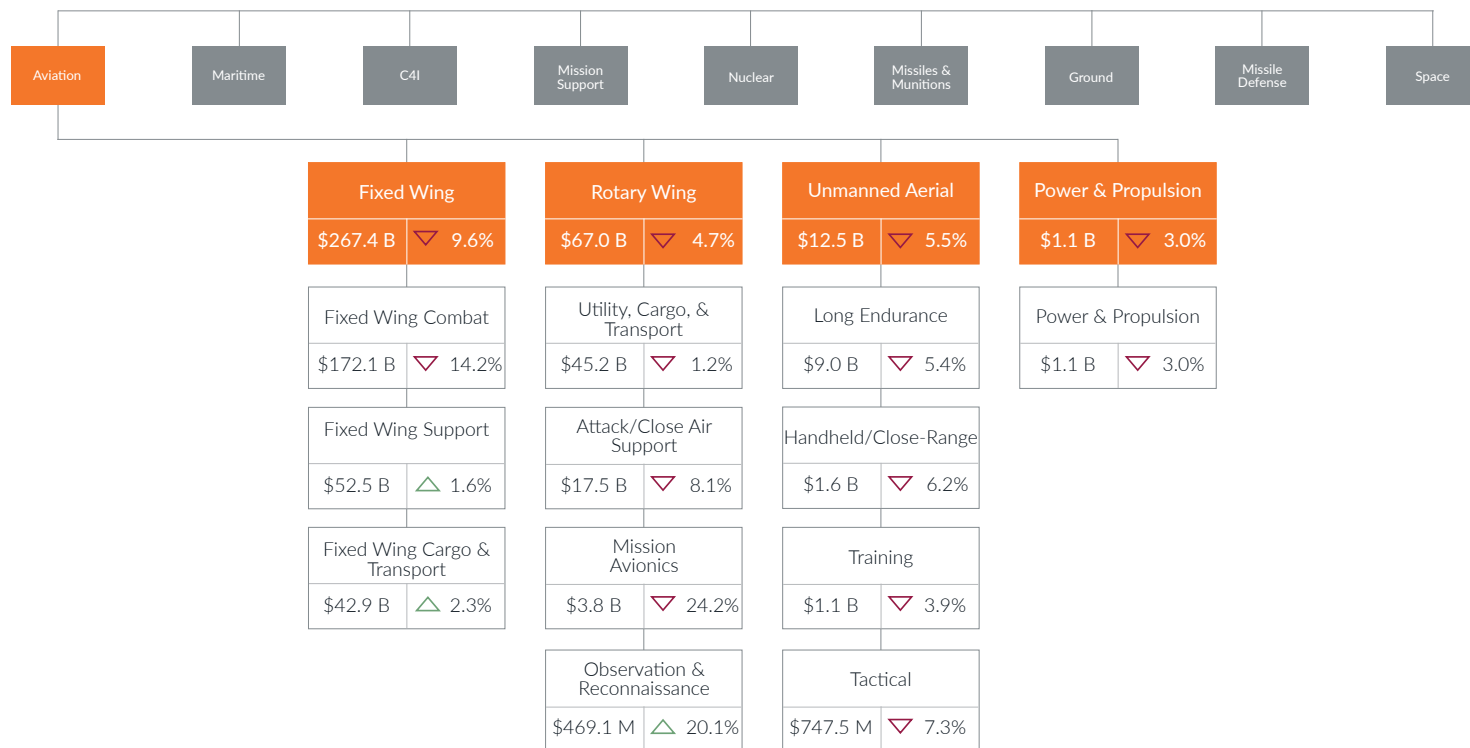 Aviation
Maritime
C4I
Mission
Support
Nuclear
Missiles &
Munitions
Ground
Missile
Defense
Space
Fixed Wing
$267.4 B 9.6%
Rotary Wing
$67.0 B 4.7%
Unmanned Aerial
$12.5 B 5.5%
Power & Propulsion
$1.1 B 3.0%
Fixed Wing Combat
$172.1 B 14.2%
Utility, Cargo, &
Transport
$45.2 B 1.2%
Long Endurance
$9.0 B 5.4%
Power & Propulsion
$1.1 B 3.0%
Fixed Wing Support
$52.5 B 1.6%
Attack/Close Air
Support
$17.5 B 8.1%
Handheld/Close-Range
$1.6 B 6.2%
Fixed Wing Cargo &
Transport
$42.9 B 2.3%
Mission
Avionics
$3.8 B 24.2%
Training
$1.1 B 3.9%
Observation &
Reconnaissance
$469.1 M 20.1%
Tactical
$747.5 M 7.3%